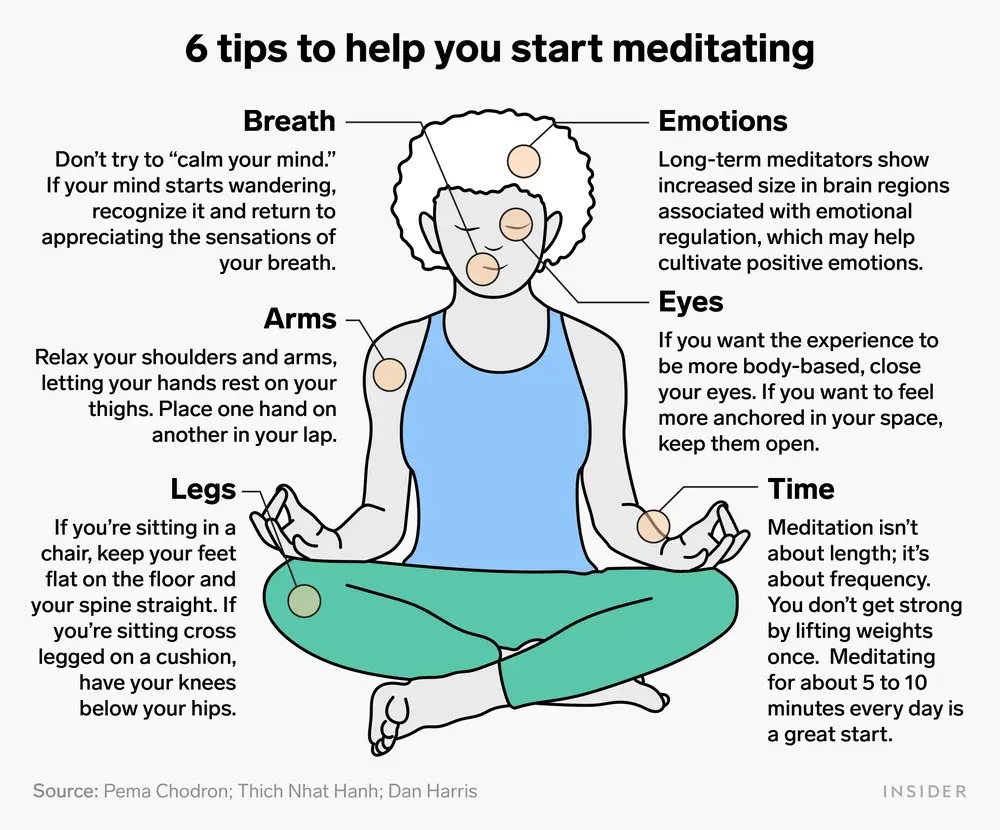 6 tips to help you start meditating
Breath
Don’t try to “calm your mind.”
If your mind starts wandering,
recognize it and return to
appreciating the sensations of
your breath.
Emotions
Long-term meditators show
increased size in brain regions
associated with emotional
regulation, which may help
cultivate positive emotions.
Arms
Relax your shoulders and arms,
letting your hands rest on your
thighs. Place one hand on
another in your lap.
Eyes
If you want the experience to
be more body-based, close
your eyes. If you want to feel
more anchored in your space,
keep them open.
Legs
If you’re sitting in a
chair, keep your feet
flat on the floor and
your spine straight. If
you’re sitting cross
legged on a cushion,
have your knees
below your hips.
Time
Meditation isn’t
about length; it’s
about frequency.
You don’t get strong
by lifting weights
once. Meditating
for about 5 to 10
minutes every day is
a great start.
Source: Pema Chodron; Thich Nhat Hanh; Dan Harris
INSIDER